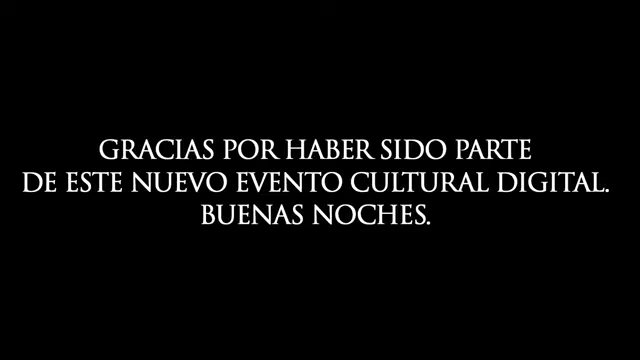 GRACIAS POR HABER SIDO PARTE
DE ESTE NUEVO EVENTO CULTURAL DIGITAL.
BUENAS NOCHES.